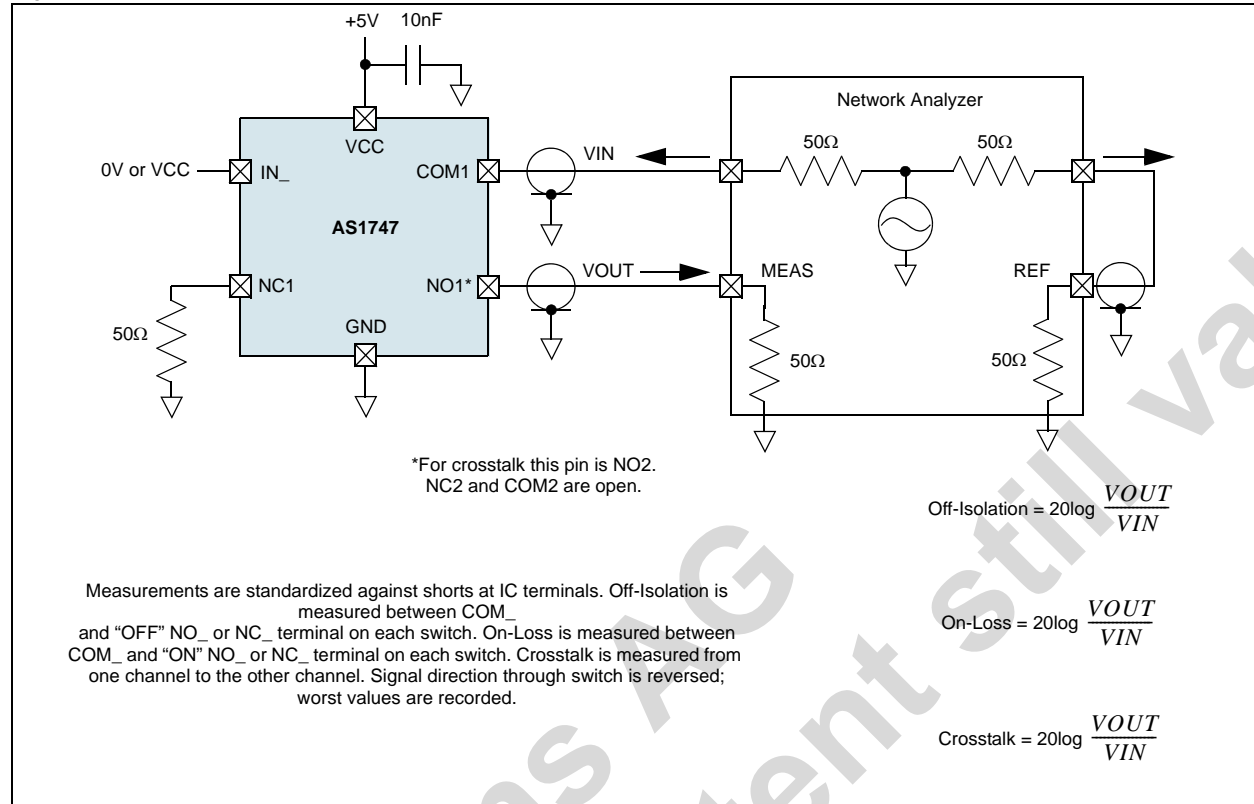 +5V 10nF
Network Analyzer
VCC
VIN
50Ω 50Ω
0V or VCC IN_ COM1
AS1747
VOUT MEAS REF
NC1 NO1*
GND
50Ω
50Ω 50Ω
*For crosstalk this pin is NO2.
NC2 and COM2 are open.
Off-Isolation = 20log VOUT/VIN
Measurements are standardized against shorts at IC terminals. Off-Isolation is
measured between COM_
and “OFF” NO_ or NC_ terminal on each switch. On-Loss is measured between
COM_ and “ON” NO_ or NC_ terminal on each switch. Crosstalk is measured from
one channel to the other channel. Signal direction through switch is reversed;
worst values are recorded.
On-Loss = 20log VOUT/VIN
Crosstalk = 20log VOUT/VIN